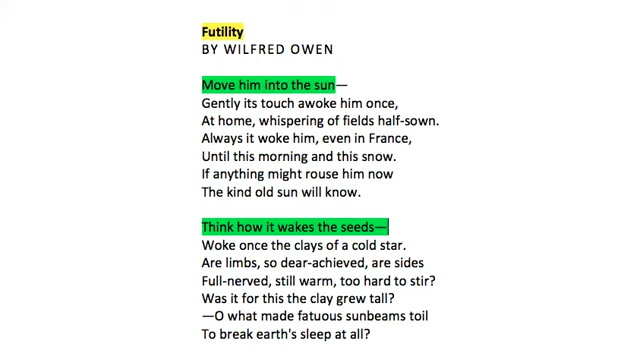 Futility
BY WILFRED OWEN
Move him into the sun—
Gently its touch awoke him once,
At home, whispering of fields half-sown.
Always it woke him, even in France,
Until this morning and this snow.
If anything might rouse him now
The kind old sun will know.
Think how it wakes the seeds—
Woke once the clays of a cold star.
Are limbs, so dear-achieved, are sides
Full-nerved, still warm, too hard to stir?
Was it for this the clay grew tall?
—O what made fatuous sunbeams toil
To break earth's sleep at all?